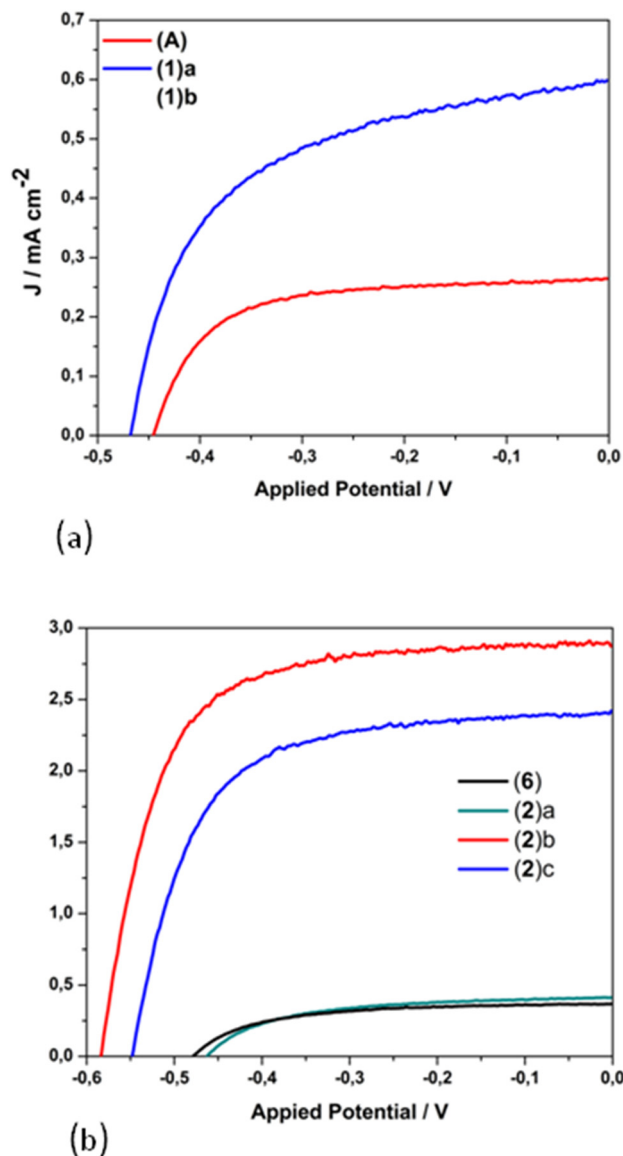 0,7
(A)
(1)a
(1)b
0,6
0,5
0,4
0,3
0,2
0,1
0,0
J / mA cm-2
-0,5 -0,4 -0,3 -0,2 -0,1 0,0
Applied Potential / V
(a)
3,0
2,5
2,0
1,5
1,0
0,5
0,0
(6)
(2)a
(2)b
(2)c
-0,6 -0,5 -0,4 -0,3 -0,2 -0,1 0,0
Appied Potential / V
(b)